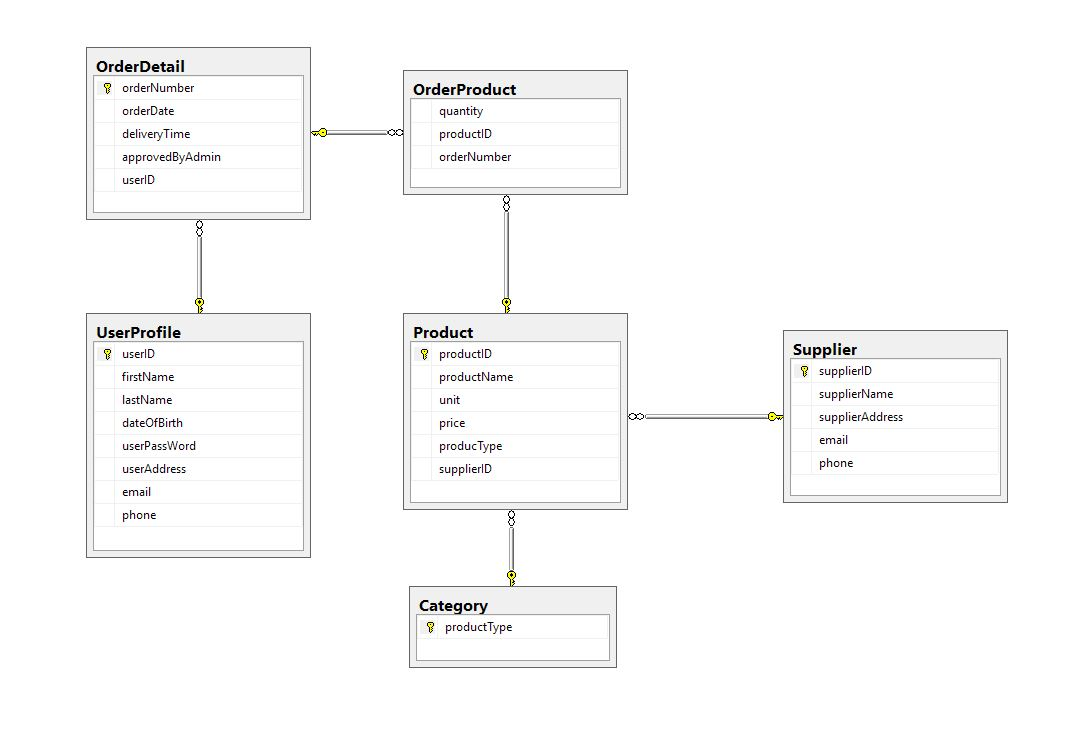 OrderDetail
orderNumber
orderDate
deliveryTime
approvedByAdmin
userID
OrderProduct
quantity
productID
orderNumber
UserProfile
userID
firstName
lastName
dateOfBirth
userPassWord
userAddress
email
phone
Product
productID
productName
unit
price
producType
supplierID
Supplier
supplierID
supplierName
supplierAddress
email
phone
Category
productType